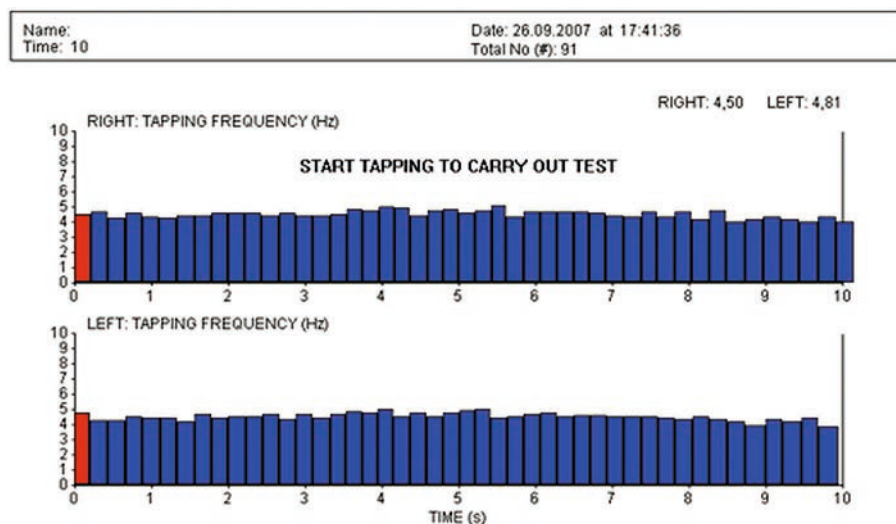 Name:
Date: 26.09.2007 at 17:41:36
Time: 10
Total No (#): 91
RIGHT: 4,50 LEFT: 4,81
RIGHT: TAPPING FREQUENCY (Hz)
START TAPPING TO CARRY OUT TEST
10
9
8
7
6
5
4
3
2
1
0
0 1 2 3 4 5 6 7 8 9 10
LEFT: TAPPING FREQUENCY (Hz)
10
9
8
7
6
5
4
3
2
1
0
0 1 2 3 4 5 6 7 8 9 10
TIME (s)